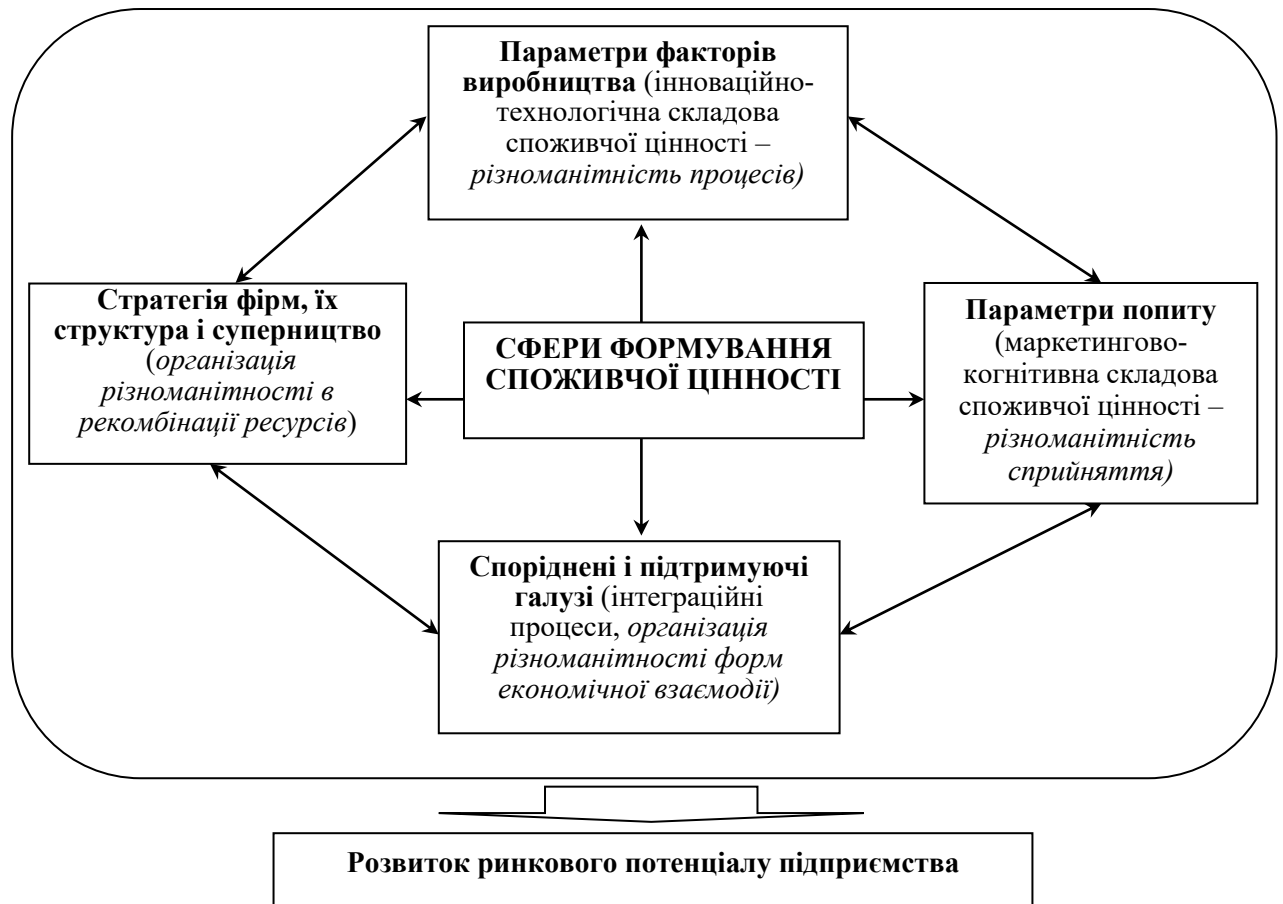 Параметри факторів
виробництва (інноваційно-
технологічна складова
споживчої цінності –
різноманітність процесів)
Стратегія фірм, їх
структура і суперництво
(організація
різноманітності в
рекомбінації ресурсів)
СФЕРИ ФОРМУВАННЯ
СПОЖИВЧОЇ ЦІННОСТІ
Параметри попиту
(маркетингово-
когнітивна складова
споживчої цінності –
різноманітність
сприйняття)
Споріднені і підтримуючі
галузі (інтеграційні
процеси, організація
різноманітності форм
економічної взаємодії)
Розвиток ринкового потенціалу підприємства